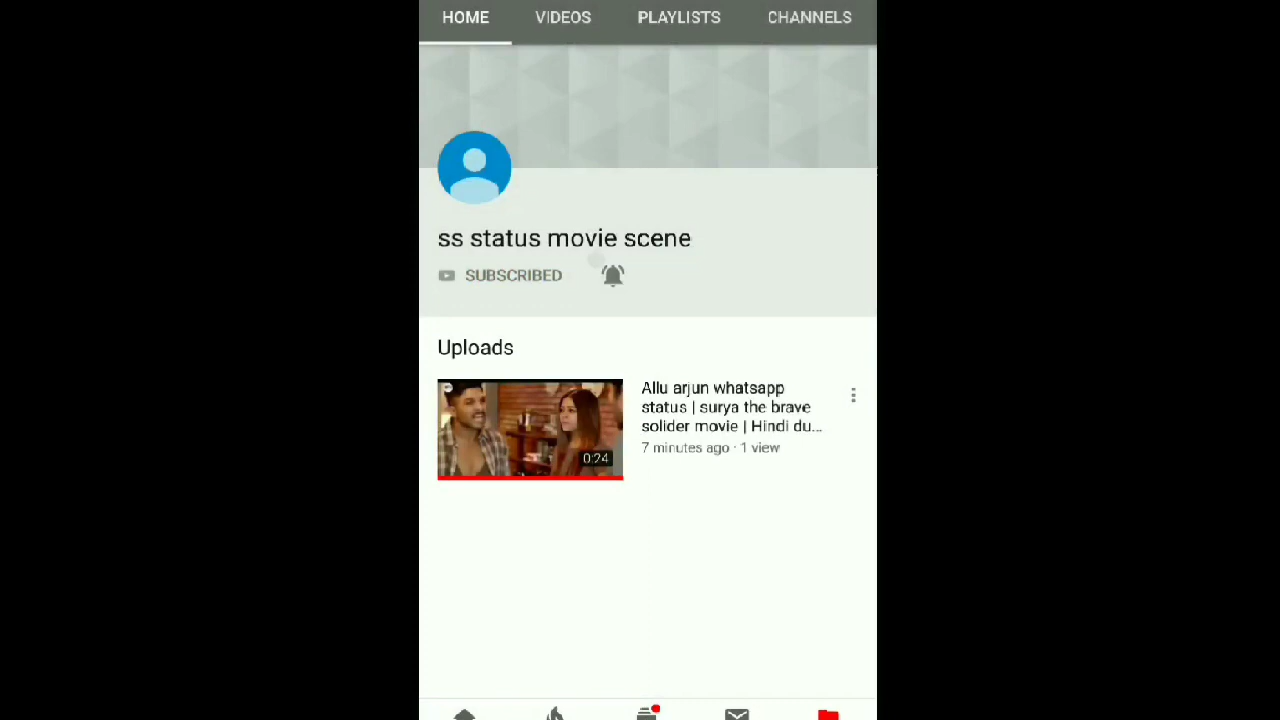 HOME VIDEOS PLAYLISTS CHANNELS
ss status movie scene
SUBSCRIBED
Uploads
0:24
Allu arjun whatsapp
status | surya the brave
solider movie | Hindi du...
7 minutes ago · 1 view